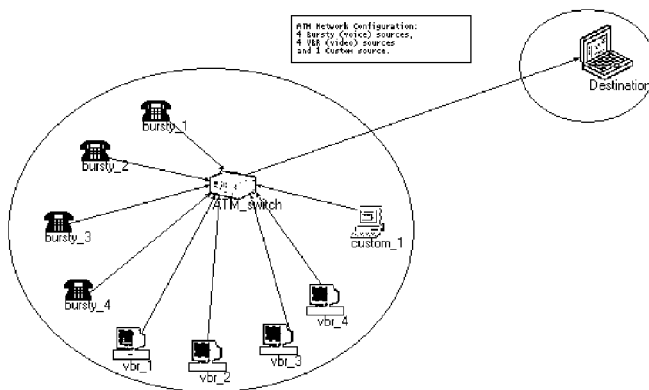 ATM Network Configuration:
4 Bursty (voice) sources,
4 VBR (video) sources
and 1 Custom source.
Destination
bursty_1
bursty_2
ATM_switch
bursty_3
custom_1
bursty_4
vbr_4
vbr_1
vbr_2
vbr_3